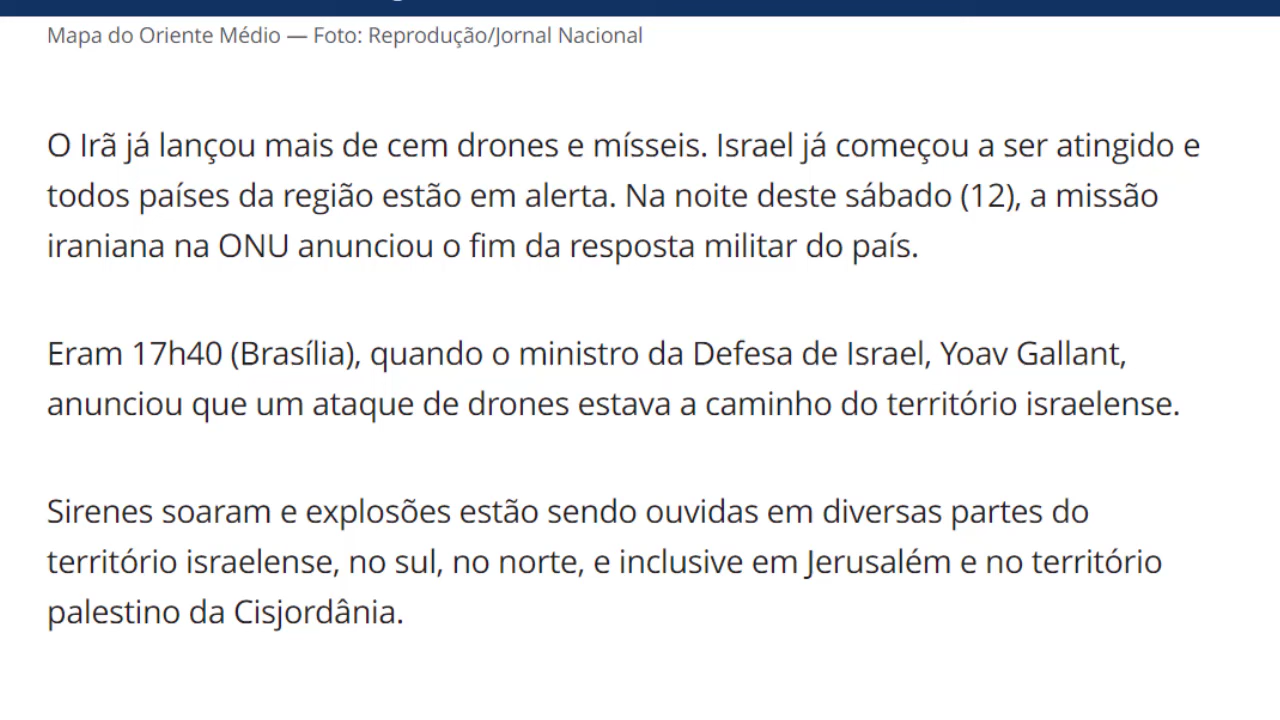 Mapa do Oriente Médio — Foto: Reprodução/Jornal Nacional
O Irã já lançou mais de cem drones e mísseis. Israel já começou a ser atingido e
todos países da região estão em alerta. Na noite deste sábado (12), a missão
iraniana na ONU anunciou o fim da resposta militar do país.
Eram 17h40 (Brasília), quando o ministro da Defesa de Israel, Yoav Gallant,
anunciou que um ataque de drones estava a caminho do território israelense.
Sirenes soaram e explosões estão sendo ouvidas em diversas partes do
território israelense, no sul, no norte, e inclusive em Jerusalém e no território
palestino da Cisjordânia.